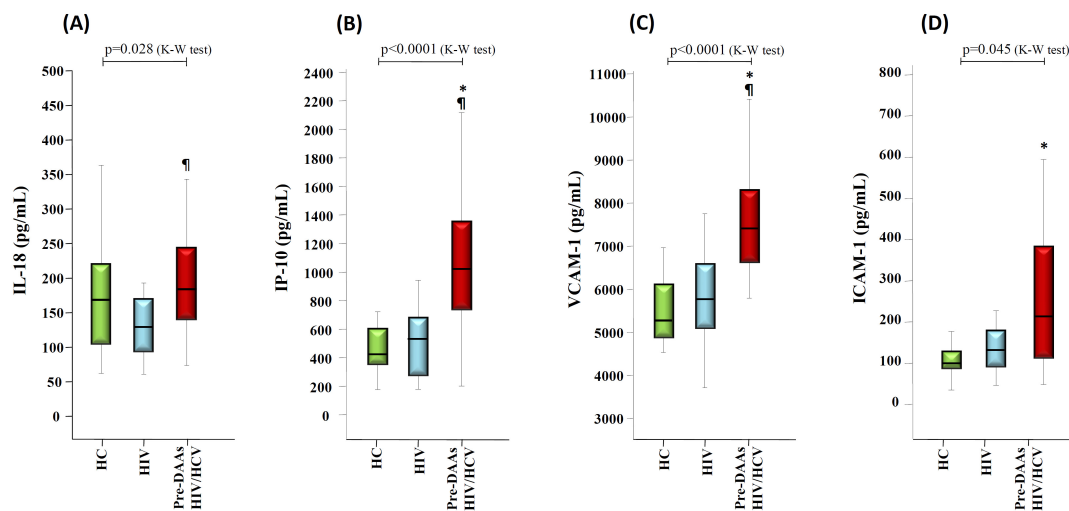 (A)
p=0.028 (K-W test)
500
450
400
350
300
250
200
150
100
50
0
IL-18 (pg/mL)
¶
HC
HIV
Pre-DAAs
HIV/HCV
(B)
p<0.0001 (K-W test)
2400
2200
2000
1800
1600
1400
1200
1000
800
600
400
200
0
IP-10 (pg/mL)
*
¶
HC
HIV
Pre-DAAs
HIV/HCV
(C)
p<0.0001 (K-W test)
11000
10000
9000
8000
7000
6000
5000
4000
3000
VCAM-1 (pg/mL)
*
¶
HC
HIV
Pre-DAAs
HIV/HCV
(D)
p=0.045 (K-W test)
800
700
600
500
400
300
200
100
0
ICAM-1 (pg/mL)
*
HC
HIV
Pre-DAAs
HIV/HCV